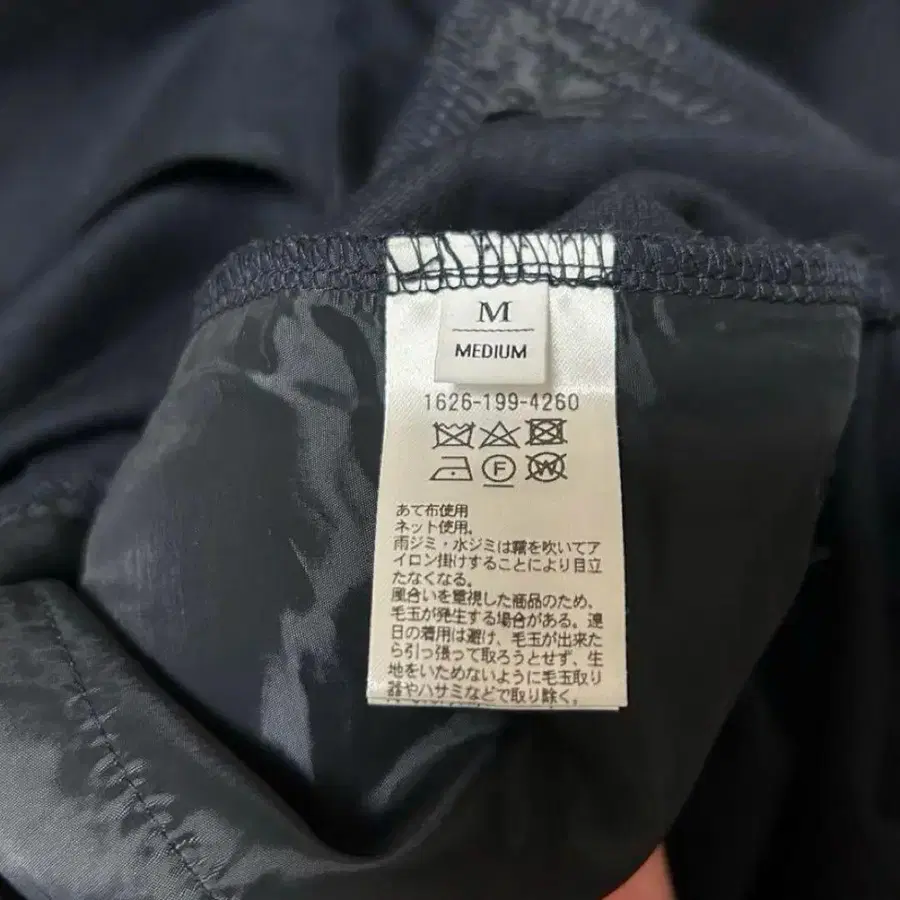 M
MEDIUM
1626-199-4260
F
W
あて布使用
ネット使用。
雨ジミ・水ジミは霧を吹いてア
イロン掛けすることにより目立
たなくなる。
風合いを重視した商品のため、
毛玉が発生する場合がある。連
日の着用は避け、毛玉が出来た
ら引っ張って取ろうとせず、生
地をいためないように毛玉取り
器やハサミなどで取り除く。